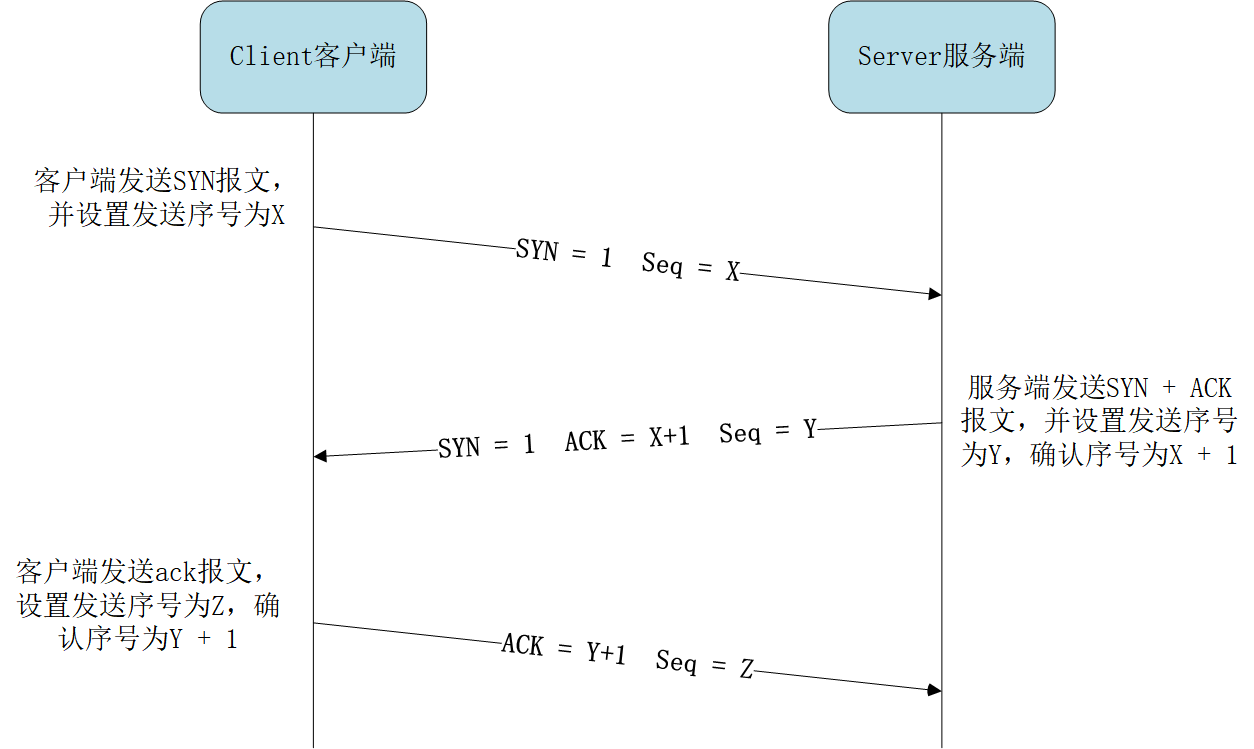 Client客户端
Server服务端
客户端发送SYN报文，
并设置发送序号为X
SYN = 1  Seq = X
服务端发送SYN + ACK
报文，并设置发送序号
为Y，确认序号为X + 1
SYN = 1  ACK = X+1  Seq = Y
客户端发送ack报文，
设置发送序号为Z，确
认序号为Y + 1
ACK = Y+1  Seq = Z